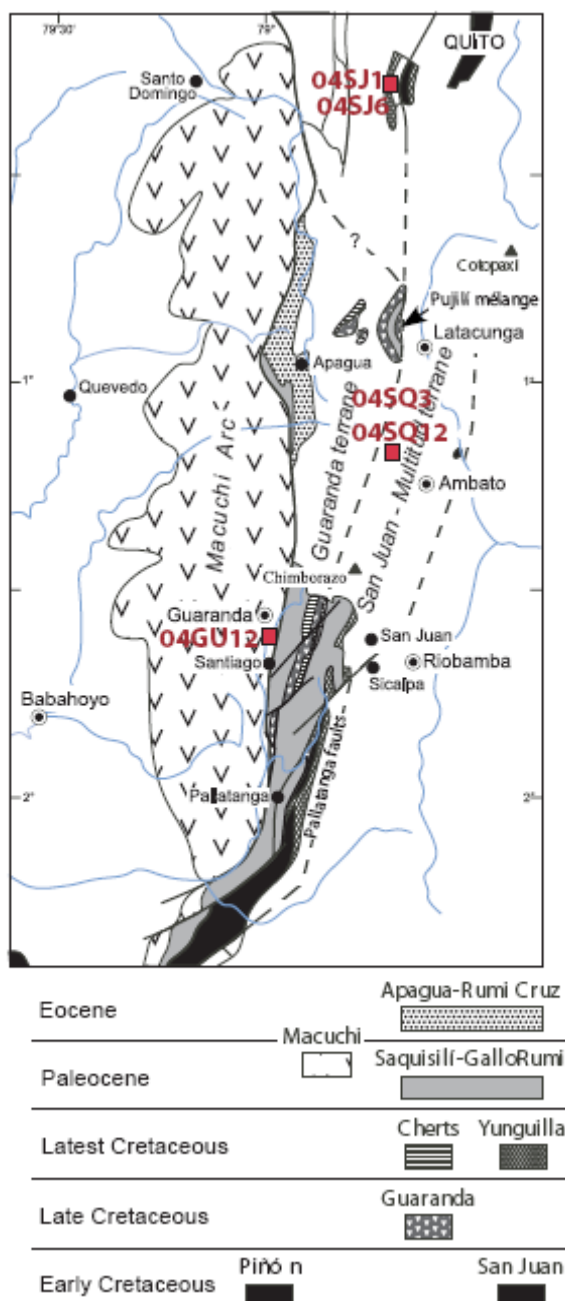 79°30'
79°
QUITO
04SJ1
04SJ6
Santo
Domingo
?
Cotopaxi
Pujilí mélange
Latacunga
Apagua
1°
1°
Quevedo
04SQ3
04SQ12
Macuchi Arc
Guaranda terrane
San Juan - Multitud terrane
Ambato
Chimborazo
Guaranda
04GU12
San Juan
Santiago
Riobamba
Sicalpa
Babahoyo
Pallatanga
-Pallatanga faults-
2°
2°
Eocene
Apagua-Rumi Cruz
Macuchi
Paleocene
Saquisilí-GalloRumi
Latest Cretaceous
Cherts
Yunguilla
Late Cretaceous
Guaranda
Early Cretaceous
Piñó n
San Juan